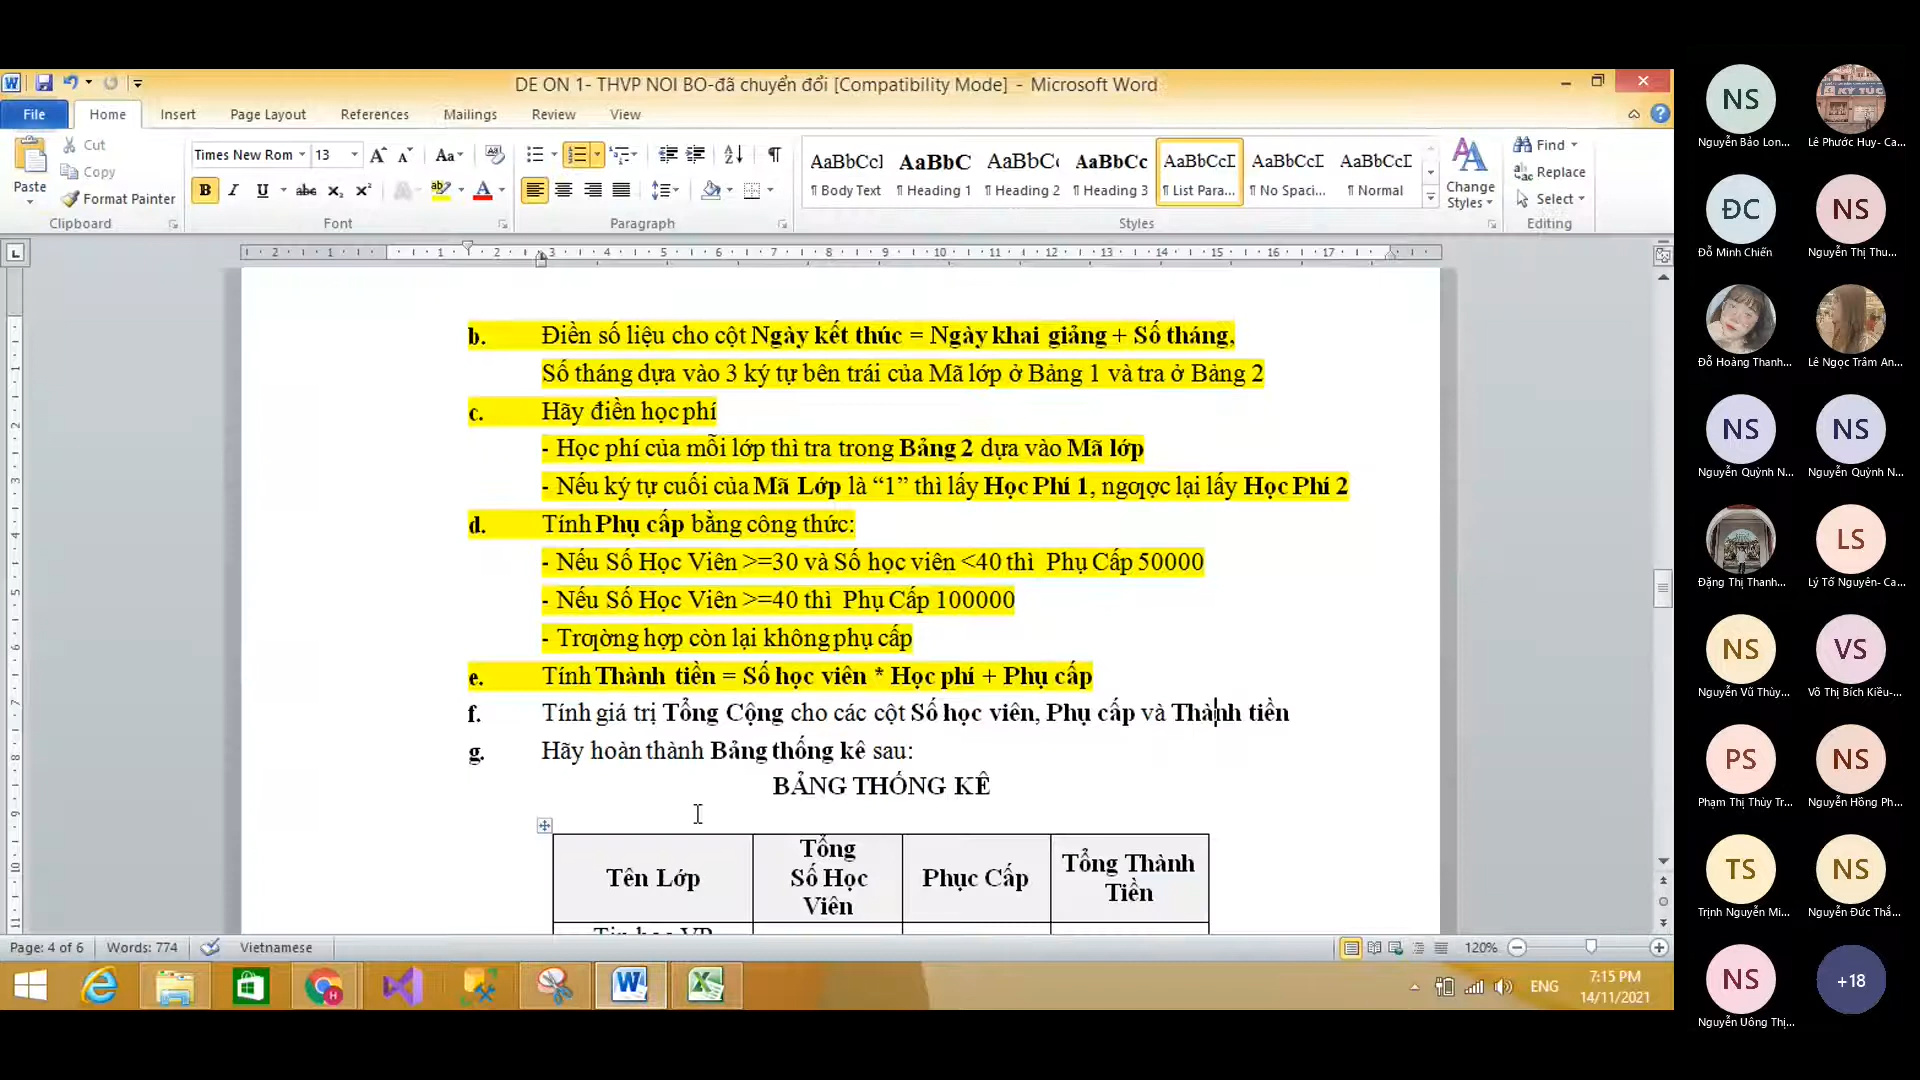 DE ON 1- THVP NOI BO-đã chuyển đổi [Compatibility Mode] - Microsoft Word
File Home Insert Page Layout References Mailings Review View
Paste
Cut
Copy
Format Painter
Clipboard
Times New Rom 13
Font
Paragraph
AaBbCcI AaBbC AaBbCc AaBbCc AaBbCcI AaBbCcI AaBbCcI
¶ Body Text ¶ Heading 1 ¶ Heading 2 ¶ Heading 3 ¶ List Para... ¶ No Spaci... ¶ Normal
Change Styles
Styles
Find
Replace
Select
Editing
b. Điền số liệu cho cột Ngày kết thúc = Ngày khai giảng + Số tháng,
Số tháng dựa vào 3 ký tự bên trái của Mã lớp ở Bảng 1 và tra ở Bảng 2
c. Hãy điền học phí
- Học phí của mỗi lớp thì tra trong Bảng 2 dựa vào Mã lớp
- Nếu ký tự cuối của Mã Lớp là “1” thì lấy Học Phí 1, ngƣợc lại lấy Học Phí 2
d. Tính Phụ cấp bằng công thức:
- Nếu Số Học Viên >=30 và Số học viên <40 thì Phụ Cấp 50000
- Nếu Số Học Viên >=40 thì Phụ Cấp 100000
- Trƣờng hợp còn lại không phụ cấp
e. Tính Thành tiền = Số học viên * Học phí + Phụ cấp
f. Tính giá trị Tổng Cộng cho các cột Số học viên, Phụ cấp và Thành tiền
g. Hãy hoàn thành Bảng thống kê sau:
BẢNG THỐNG KÊ
Tên Lớp
Tổng Số Học Viên
Phục Cấp
Tổng Thành Tiền
Page: 4 of 6 Words: 774 Vietnamese
120%
ENG
7:15 PM
14/11/2021
NS
Nguyễn Bảo Lon...
KÝ TÚC
Lê Phước Huy- Ca...
ĐC
Đỗ Minh Chiến
NS
Nguyễn Thị Thu...
Đỗ Hoàng Thanh...
Lê Ngọc Trâm An...
NS
Nguyễn Quỳnh N...
NS
Nguyễn Quỳnh N...
Đặng Thị Thanh...
LS
Lý Tố Nguyên- Ca...
NS
Nguyễn Vũ Thùy...
VS
Võ Thị Bích Kiều-...
PS
Phạm Thị Thùy Tr...
NS
Nguyễn Hồng Ph...
TS
Trịnh Nguyễn Mi...
NS
Nguyễn Đức Thắ...
NS
Nguyễn Uông Thị...
+18